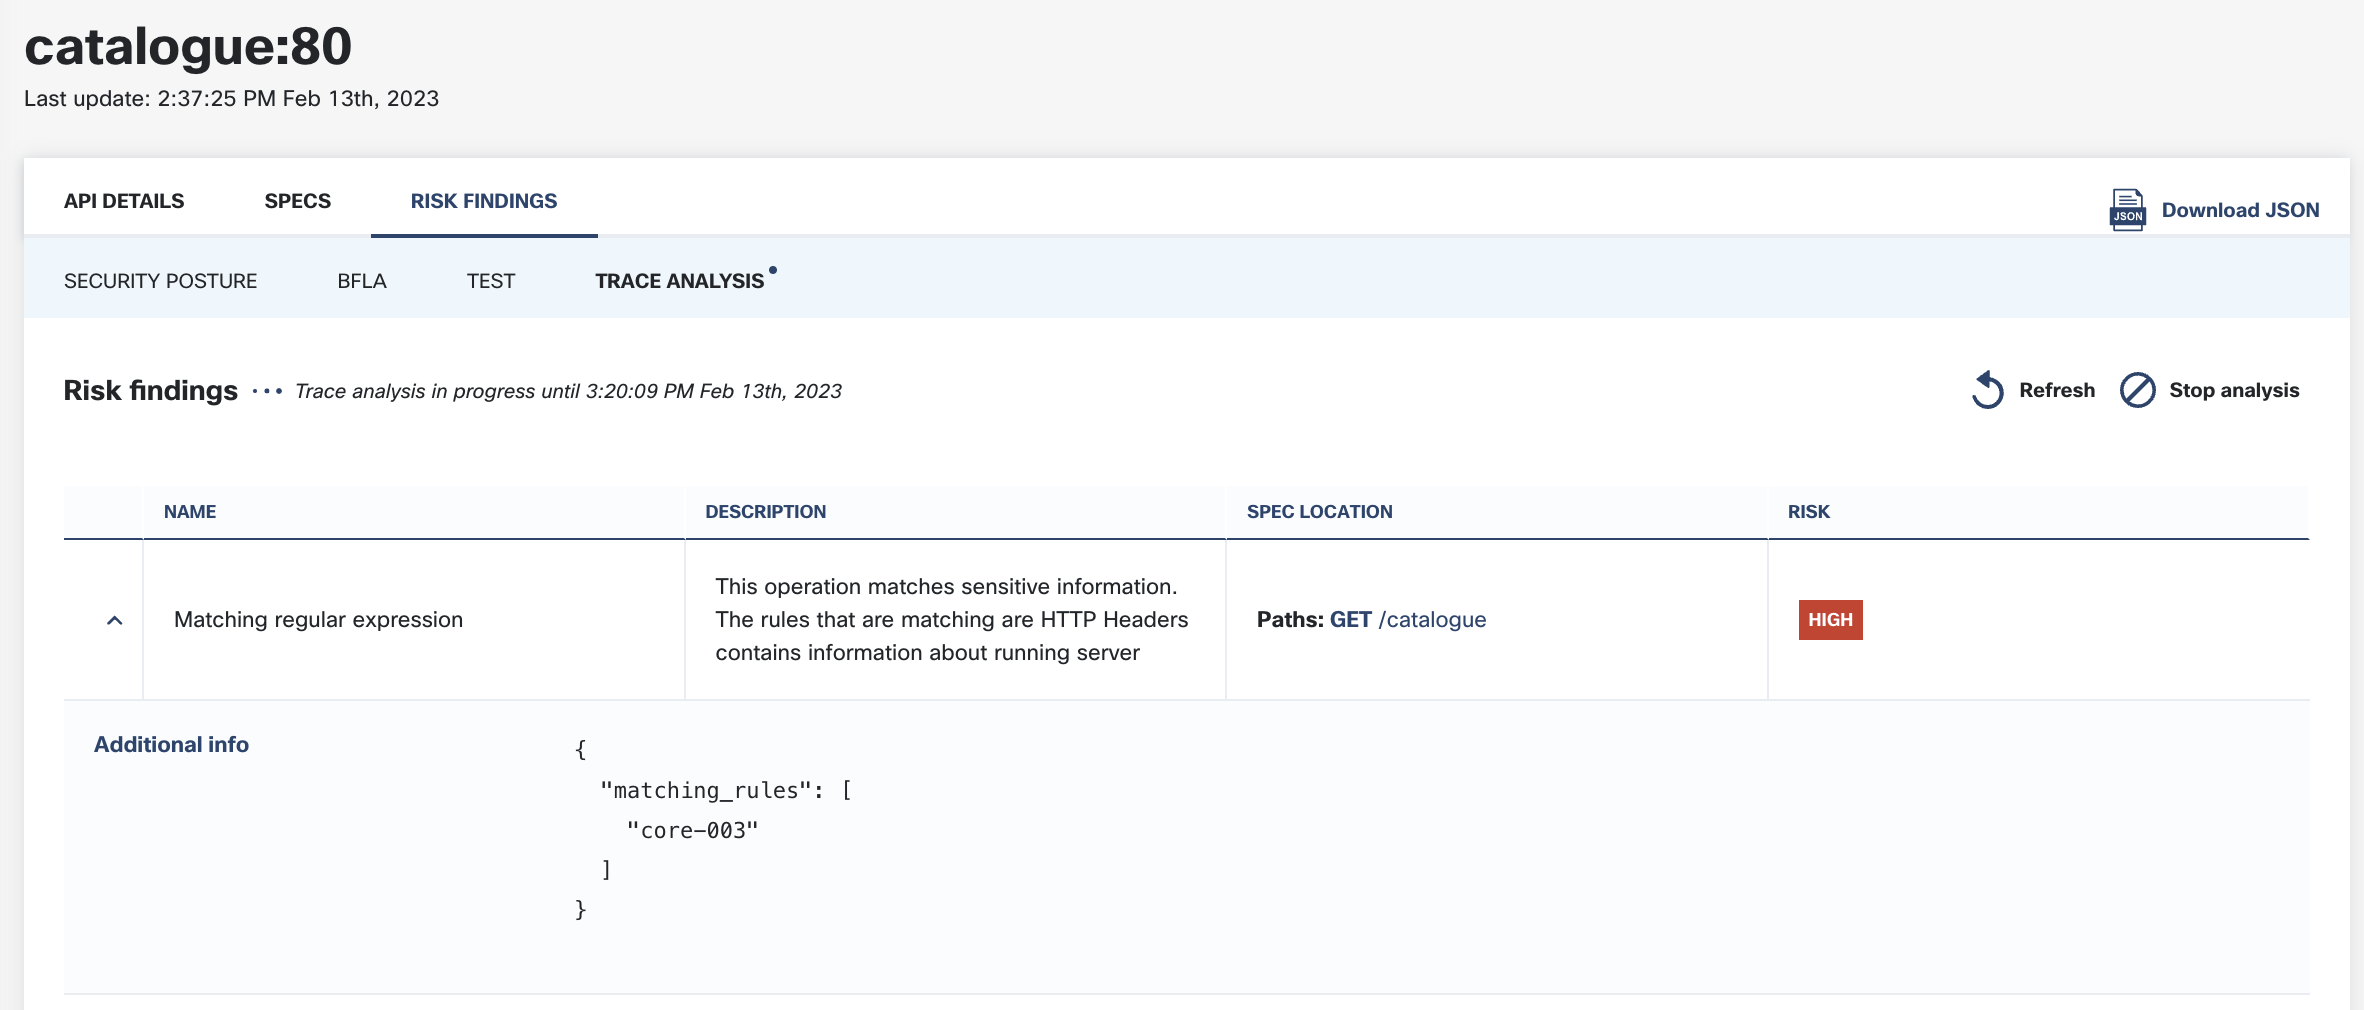 catalogue:80
Last update: 2:37:25 PM Feb 13th, 2023
API DETAILS
SPECS
RISK FINDINGS
JSON
Download JSON
SECURITY POSTURE
BFLA
TEST
TRACE ANALYSIS
Risk findings
Trace analysis in progress until 3:20:09 PM Feb 13th, 2023
Refresh
Stop analysis
NAME
DESCRIPTION
SPEC LOCATION
RISK
Matching regular expression
This operation matches sensitive information.
The rules that are matching are HTTP Headers
contains information about running server
Paths: GET /catalogue
HIGH
Additional info
{
"matching_rules": [
"core-003"
]
}